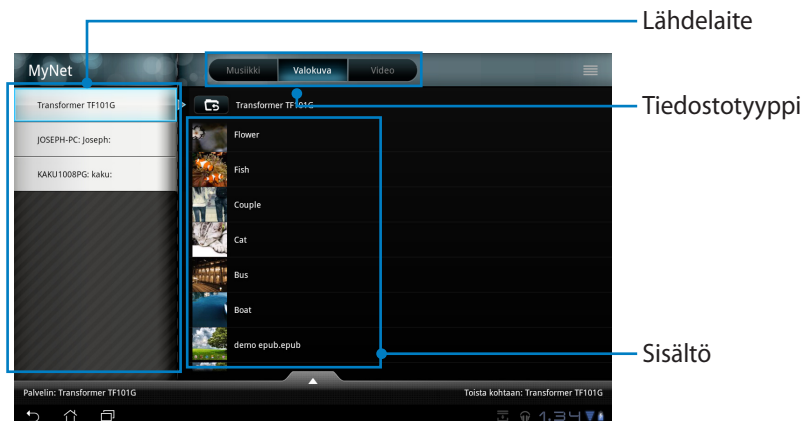 Lähdelaite
MyNet
Musiikki Valokuva Video
Transformer TF101G
Transformer TF101G
Tiedostotyyppi
JOSEPH-PC: Joseph:
Flower
KAKU1008PG: kaku:
Fish
Couple
Cat
Bus
Boat
demo epub.epub
Sisältö
Palvelin: Transformer TF101G
Toista kohtaan: Transformer TF101G
1.34